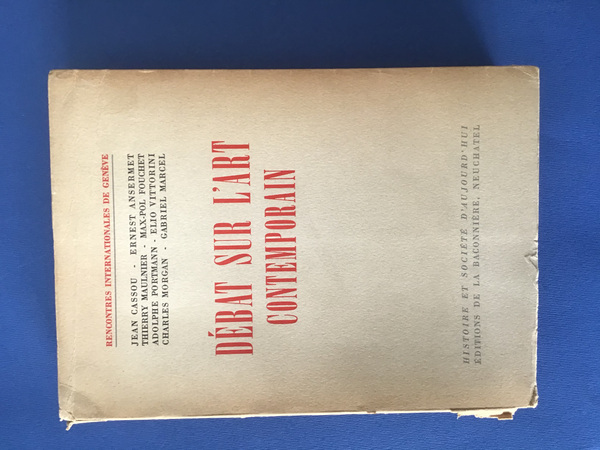 RENCONTRES INTERNATIONALES DE GENÈVE
JEAN CASSOU - ERNEST ANSERMET
THIERRY MAULNIER - MAX-POL FOUCHET
ADOLPHE PORTMANN - ELIO VITTORINI
CHARLES MORGAN - GABRIEL MARCEL
DÉBAT SUR L'ART
CONTEMPORAIN
HISTOIRE ET SOCIÉTÉ D'AUJOURD'HUI
ÉDITIONS DE LA BACONNIÈRE, NEUCHATEL